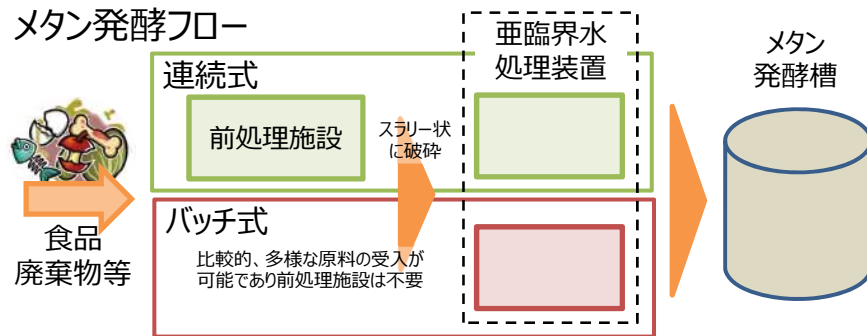 メタン発酵フロー
連続式
前処理施設
スラリー状
に破砕
亜臨界水
処理装置
メタン
発酵槽
食品
廃棄物等
バッチ式
比較的、多様な原料の受入が
可能であり前処理施設は不要